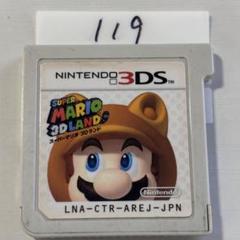 119
NINTENDO 3DS
SUPER
MARIO
3D LAND
スーパーマリオ 3Dランド
Nintendo
LNA-CTR-AREJ-JPN